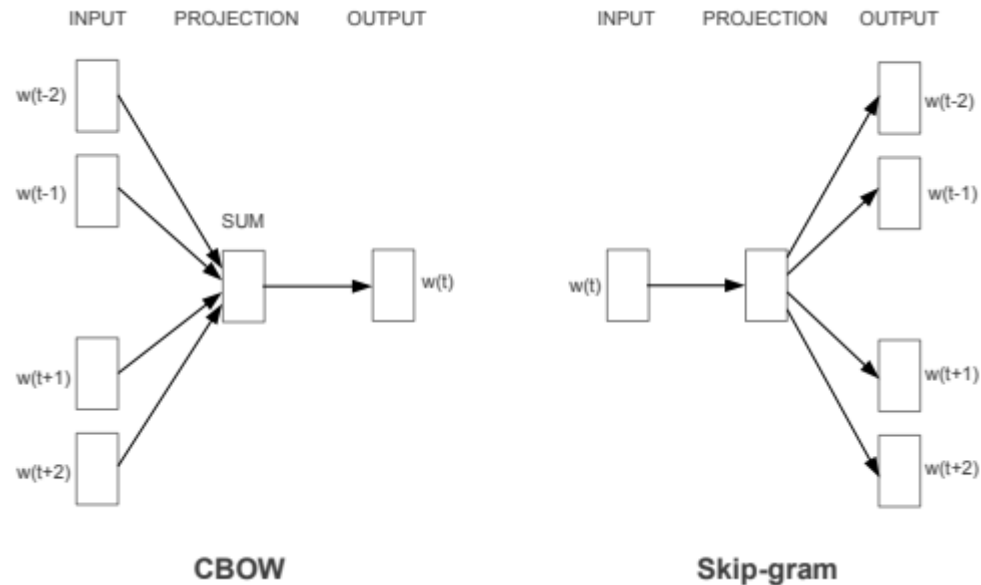 INPUT PROJECTION OUTPUT
w(t-2)
w(t-1)
SUM
w(t)
w(t+1)
w(t+2)
CBOW
INPUT PROJECTION OUTPUT
w(t-2)
w(t-1)
w(t)
w(t+1)
w(t+2)
Skip-gram